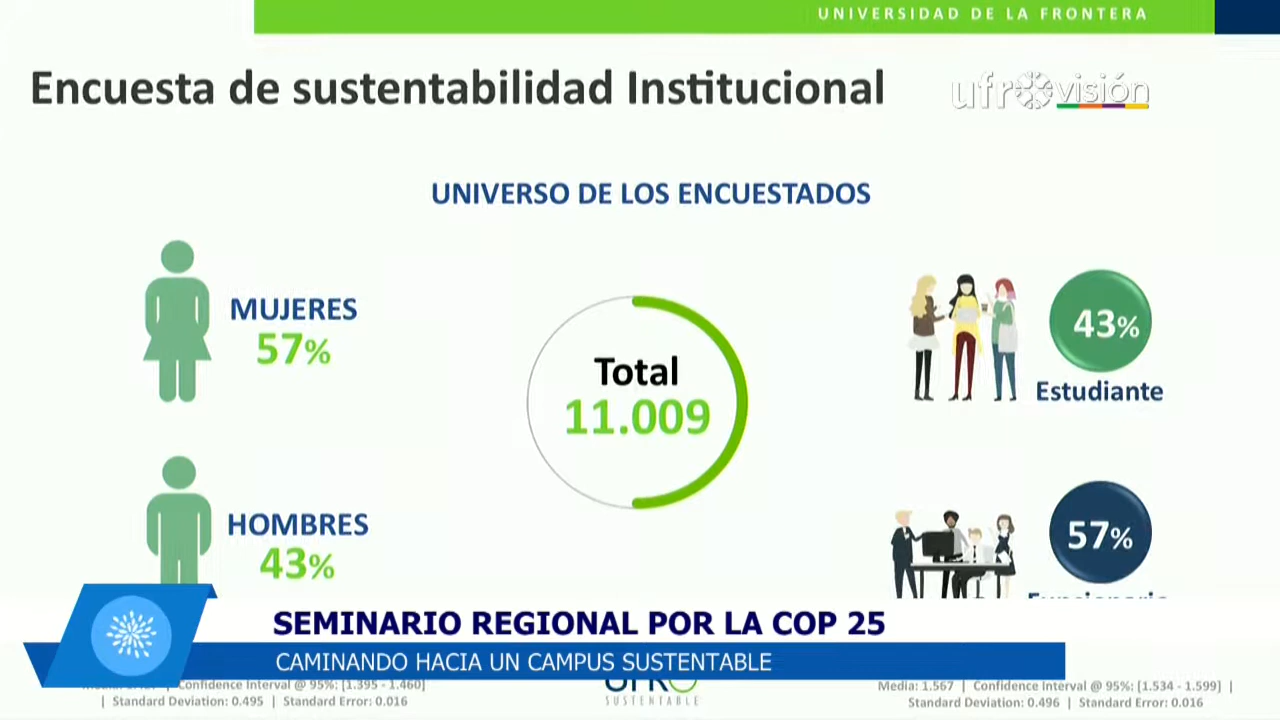 UNIVERSIDAD DE LA FRONTERA
Encuesta de sustentabilidad Institucional
ufro visión
UNIVERSO DE LOS ENCUESTADOS
MUJERES
57%
Total
11.009
43%
Estudiante
HOMBRES
43%
57%
SEMINARIO REGIONAL POR LA COP 25
CAMINANDO HACIA UN CAMPUS SUSTENTABLE
Confidence Interval @ 95%: [1.395 - 1.460]
| Standard Deviation: 0.495 | Standard Error: 0.016
UFRO
SUSTENTABLE
Media: 1.567 | Confidence Interval @ 95%: [1.534 - 1.599] |
Standard Deviation: 0.496 | Standard Error: 0.016